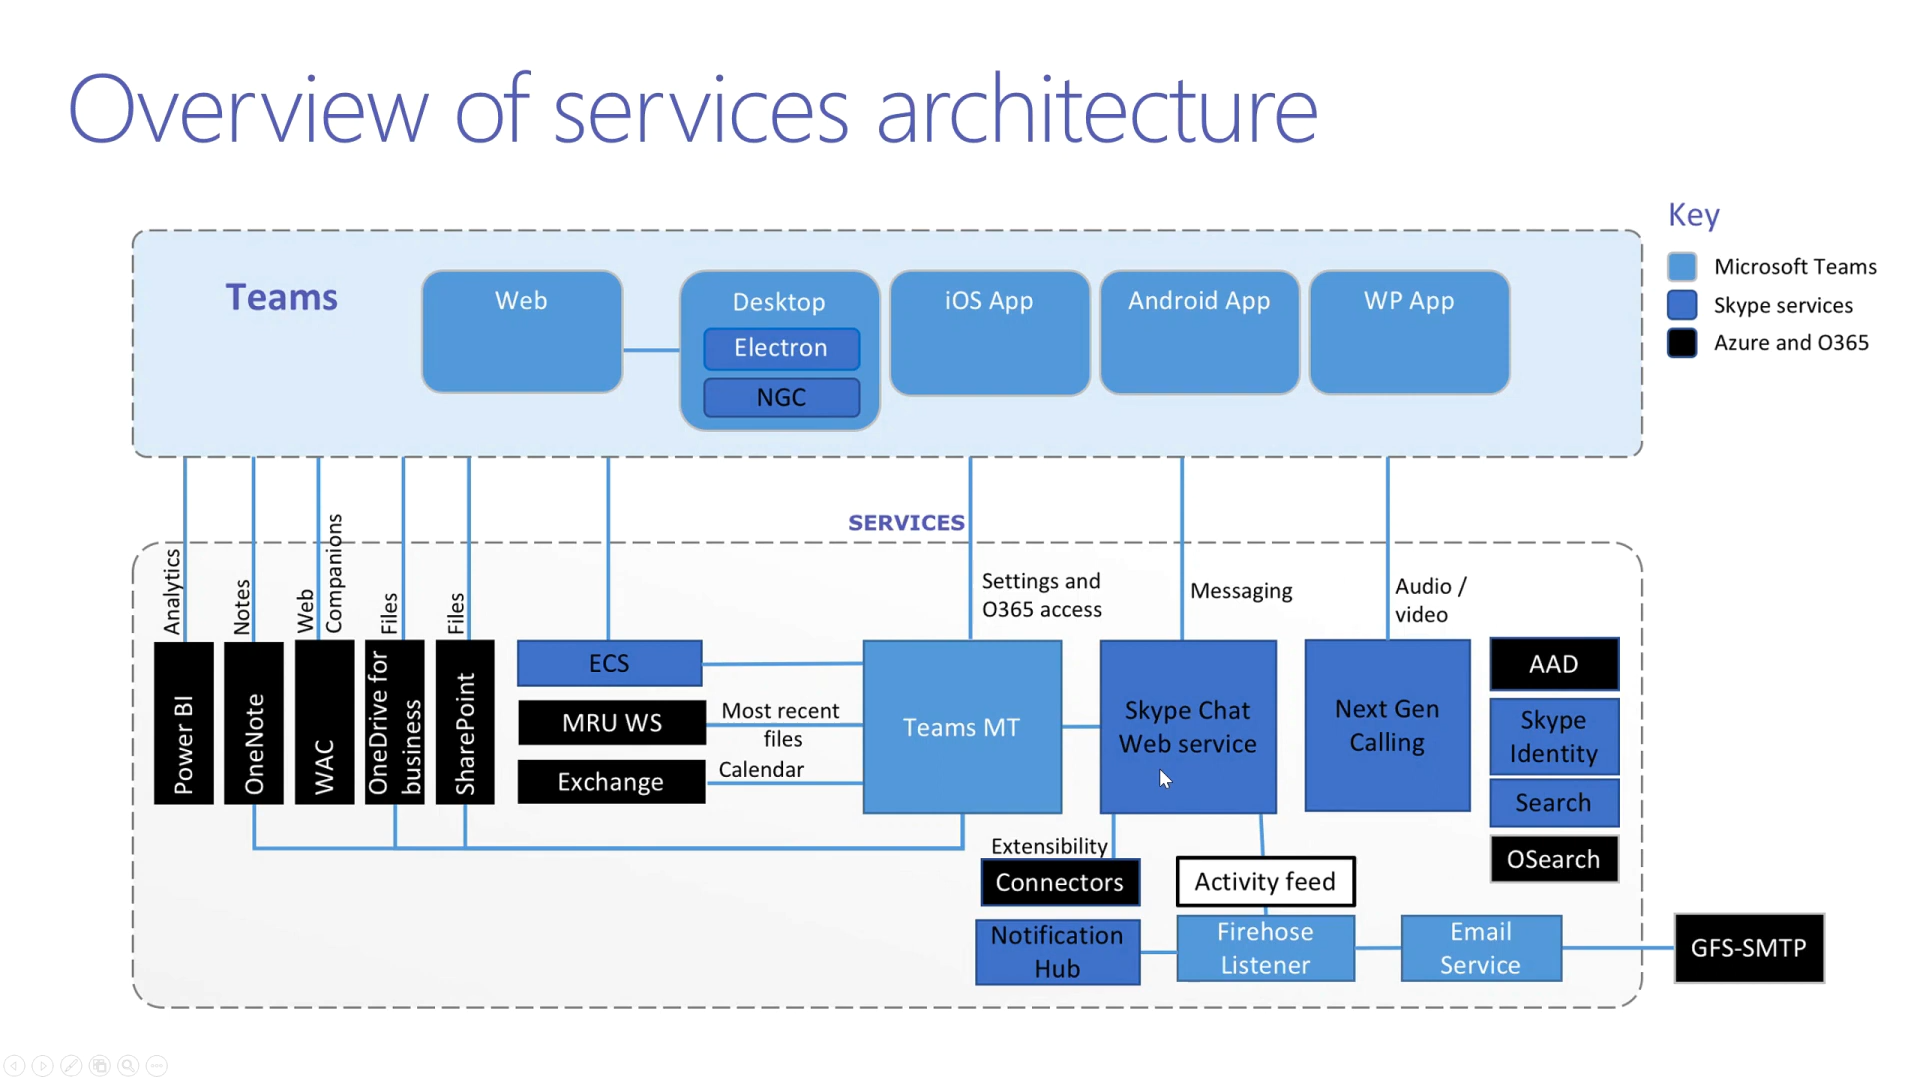 Overview of services architecture
Key
Microsoft Teams
Skype services
Azure and O365
Teams
Web
Desktop
Electron
NGC
iOS App
Android App
WP App
SERVICES
Analytics
Notes
Web
Companions
Files
Files
Settings and
O365 access
Messaging
Audio /
video
Power BI
OneNote
WAC
OneDrive for
business
SharePoint
ECS
MRU WS
Exchange
Most recent
files
Calendar
Teams MT
Skype Chat
Web service
Next Gen
Calling
AAD
Skype
Identity
Search
OSearch
Extensibility
Connectors
Activity feed
Notification
Hub
Firehose
Listener
Email
Service
GFS-SMTP